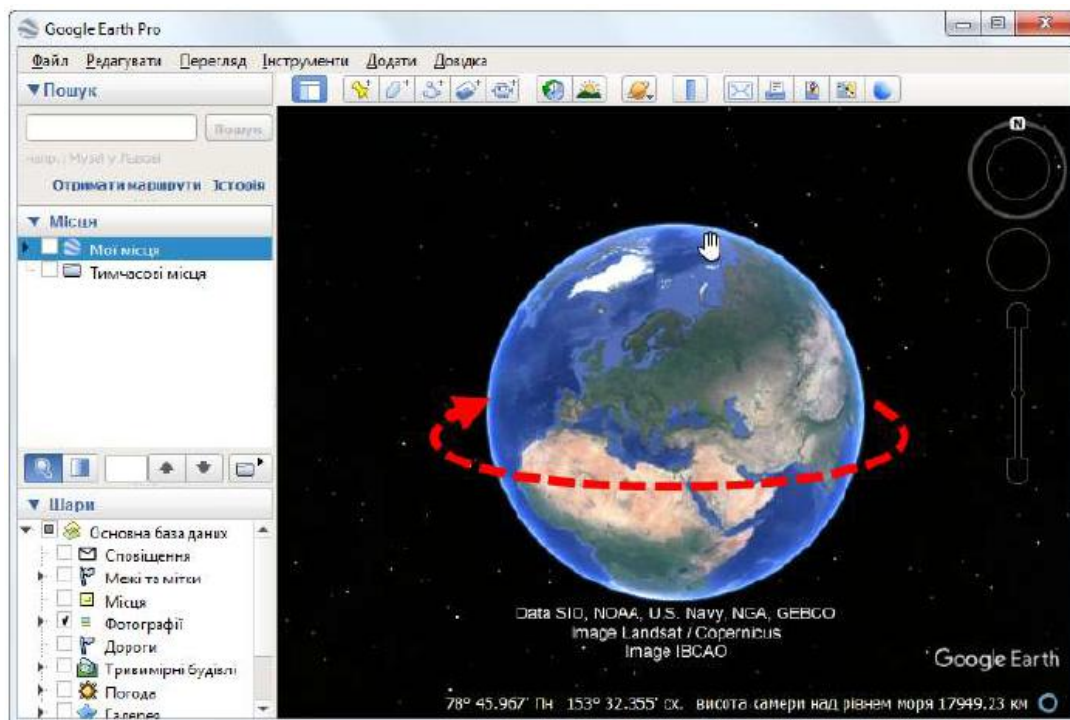 Google Earth Pro
Файл Редагувати Перегляд Інструменти Додати Довідка
Пошук
Пошук
напр.: Музеї у Львові
Отримати маршрути Історія
Місця
Мої місця
Тимчасові місця
Шари
Основна база даних
Сповіщення
Межі та мітки
Місця
Фотографії
Дороги
Тривимірні будівлі
Погода
Галерея
N
Data SIO, NOAA, U.S. Navy, NGA, GEBCO
Image Landsat / Copernicus
Image IBCAO
Google Earth
78° 45.967' Пн 153° 32.355' сх. висота камери над рівнем моря 17949.23 км